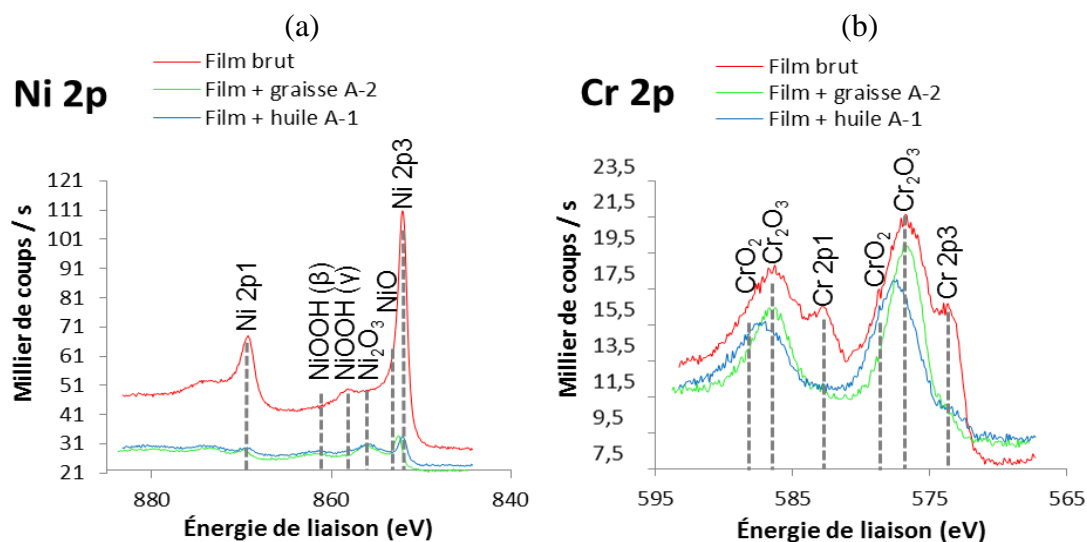 (a)
Film brut
Film + graisse A-2
Film + huile A-1
Ni 2p
Millier de coups / s
121
111
101
91
81
71
61
51
41
31
21
Ni 2p1
NiOOH (β)
NiOOH (γ)
Ni₂O₃
NiO
Ni 2p3
880
860
840
Énergie de liaison (eV)
(b)
Film brut
Film + graisse A-2
Film + huile A-1
Cr 2p
Millier de coups / s
23,5
21,5
19,5
17,5
15,5
13,5
11,5
9,5
7,5
CrO₂
Cr₂O₃
Cr 2p1
CrO₂
Cr₂O₃
Cr 2p3
595
585
575
565
Énergie de liaison (eV)